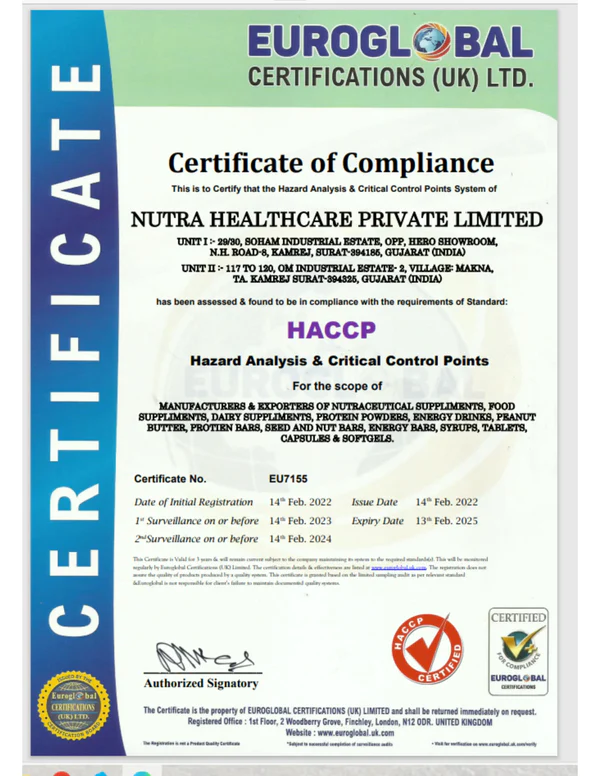 EUROGLOBAL
CERTIFICATIONS (UK) LTD.
CERTIFICATE
Certificate of Compliance
This is to Certify that the Hazard Analysis & Critical Control Points System of
NUTRA HEALTHCARE PRIVATE LIMITED
UNIT I :- 29/30, SOHAM INDUSTRIAL ESTATE, OPP, HERO SHOWROOM,
N.H. ROAD-8, KAMREJ, SURAT-394185, GUJARAT (INDIA)
UNIT II :- 117 TO 120, OM INDUSTRIAL ESTATE- 2, VILLAGE: MAKNA,
TA. KAMREJ SURAT-394325, GUJARAT (INDIA)
has been assessed & found to be in compliance with the requirements of Standard:
HACCP
Hazard Analysis & Critical Control Points
For the scope of
MANUFACTURERS & EXPORTERS OF NUTRACEUTICAL SUPPLIMENTS, FOOD
SUPPLIMENTS, DAIRY SUPPLIMENTS, PROTEIN POWDERS, ENERGY DRINKS, PEANUT
BUTTER, PROTIEN BARS, SEED AND NUT BARS, ENERGY BARS, SYRUPS, TABLETS,
CAPSULES & SOFTGELS.
Certificate No. EU7155
Date of Initial Registration 14th Feb. 2022 Issue Date 14th Feb. 2022
1st Surveillance on or before 14th Feb. 2023 Expiry Date 13th Feb. 2025
2nd Surveillance on or before 14th Feb. 2024
This Certificate is Valid for 3 years & will remain current subject to the company maintaining its system to the required standard(s). This will be monitored
regularly by Euroglobal Certifications (UK) Limited. The certification details & effectiveness are listed at www.euroglobal-uk.com. The registration does not
assure the quality of products produced by a quality system. This certificate is granted based on the limited sampling audit as per relevant standard
&Euroglobal is not responsible for client's failure to maintain documented quality systems.
HACCP
CERTIFIED
CERTIFIED
FOR COMPLIANCE
EUROGLOBAL
CERTIFICATIONS
Authorized Signatory
ISSUED BY THE
Euroglobal
CERTIFICATIONS
(UK) LTD.
CERTIFICATION BOARD
The Certificate is the property of EUROGLOBAL CERTIFICATIONS (UK) LIMITED and shall be returned immediately on request.
Registered Office : 1st Floor, 2 Woodberry Grove, Finchley, London, N12 ODR. UNITED KINGDOM
Website : www.euroglobal-uk.com
The Registration is not a Product Quality Certificate *Subject to successful completion of surveillance audits * Visit for verification on www.euroglobal-uk.com/verify